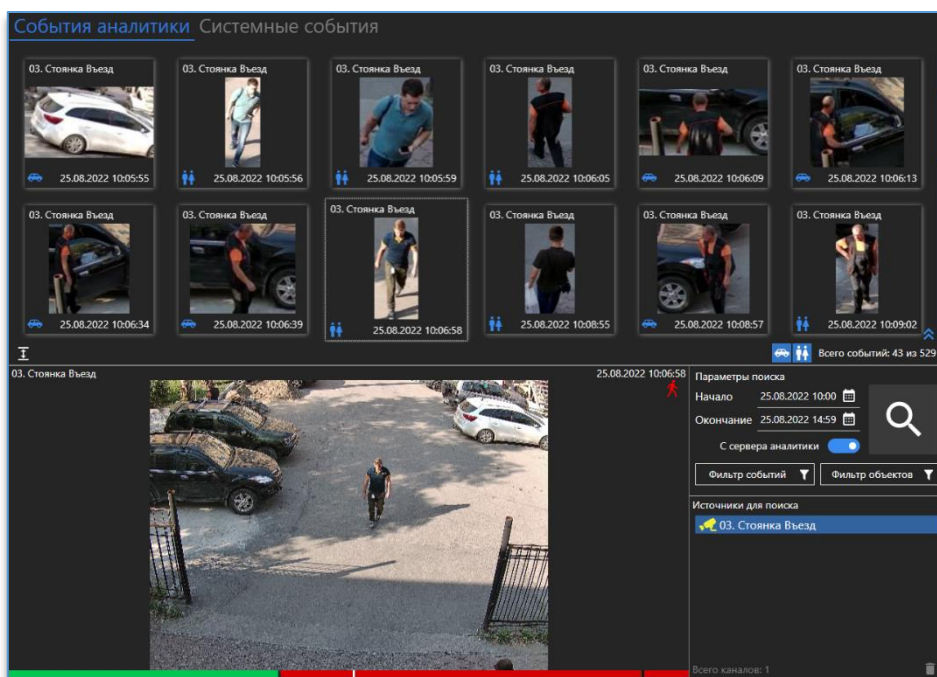 События аналитики Системные события
03. Стоянка Въезд 03. Стоянка Въезд 03. Стоянка Въезд 03. Стоянка Въезд 03. Стоянка Въезд 03. Стоянка Въезд
25.08.2022 10:05:55 25.08.2022 10:05:56 25.08.2022 10:05:59 25.08.2022 10:06:05 25.08.2022 10:06:09 25.08.2022 10:06:13
03. Стоянка Въезд 03. Стоянка Въезд 03. Стоянка Въезд 03. Стоянка Въезд 03. Стоянка Въезд 03. Стоянка Въезд
25.08.2022 10:06:34 25.08.2022 10:06:39 25.08.2022 10:06:58 25.08.2022 10:08:55 25.08.2022 10:08:57 25.08.2022 10:09:02
Всего событий: 43 из 529
03. Стоянка Въезд 25.08.2022 10:06:58
Параметры поиска
Начало 25.08.2022 10:00
Окончание 25.08.2022 14:59
С сервера аналитики
Фильтр событий Фильтр объектов
Источники для поиска
03. Стоянка Въезд
Всего каналов: 1